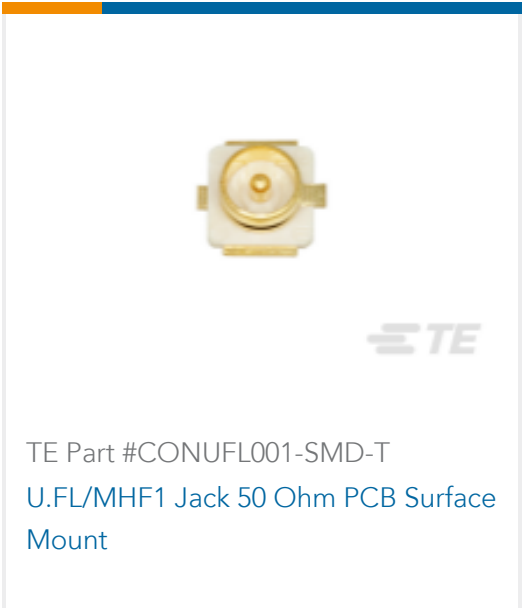 TE
TE Part #CONUFL001-SMD-T
U.FL/MHF1 Jack 50 Ohm PCB Surface
Mount